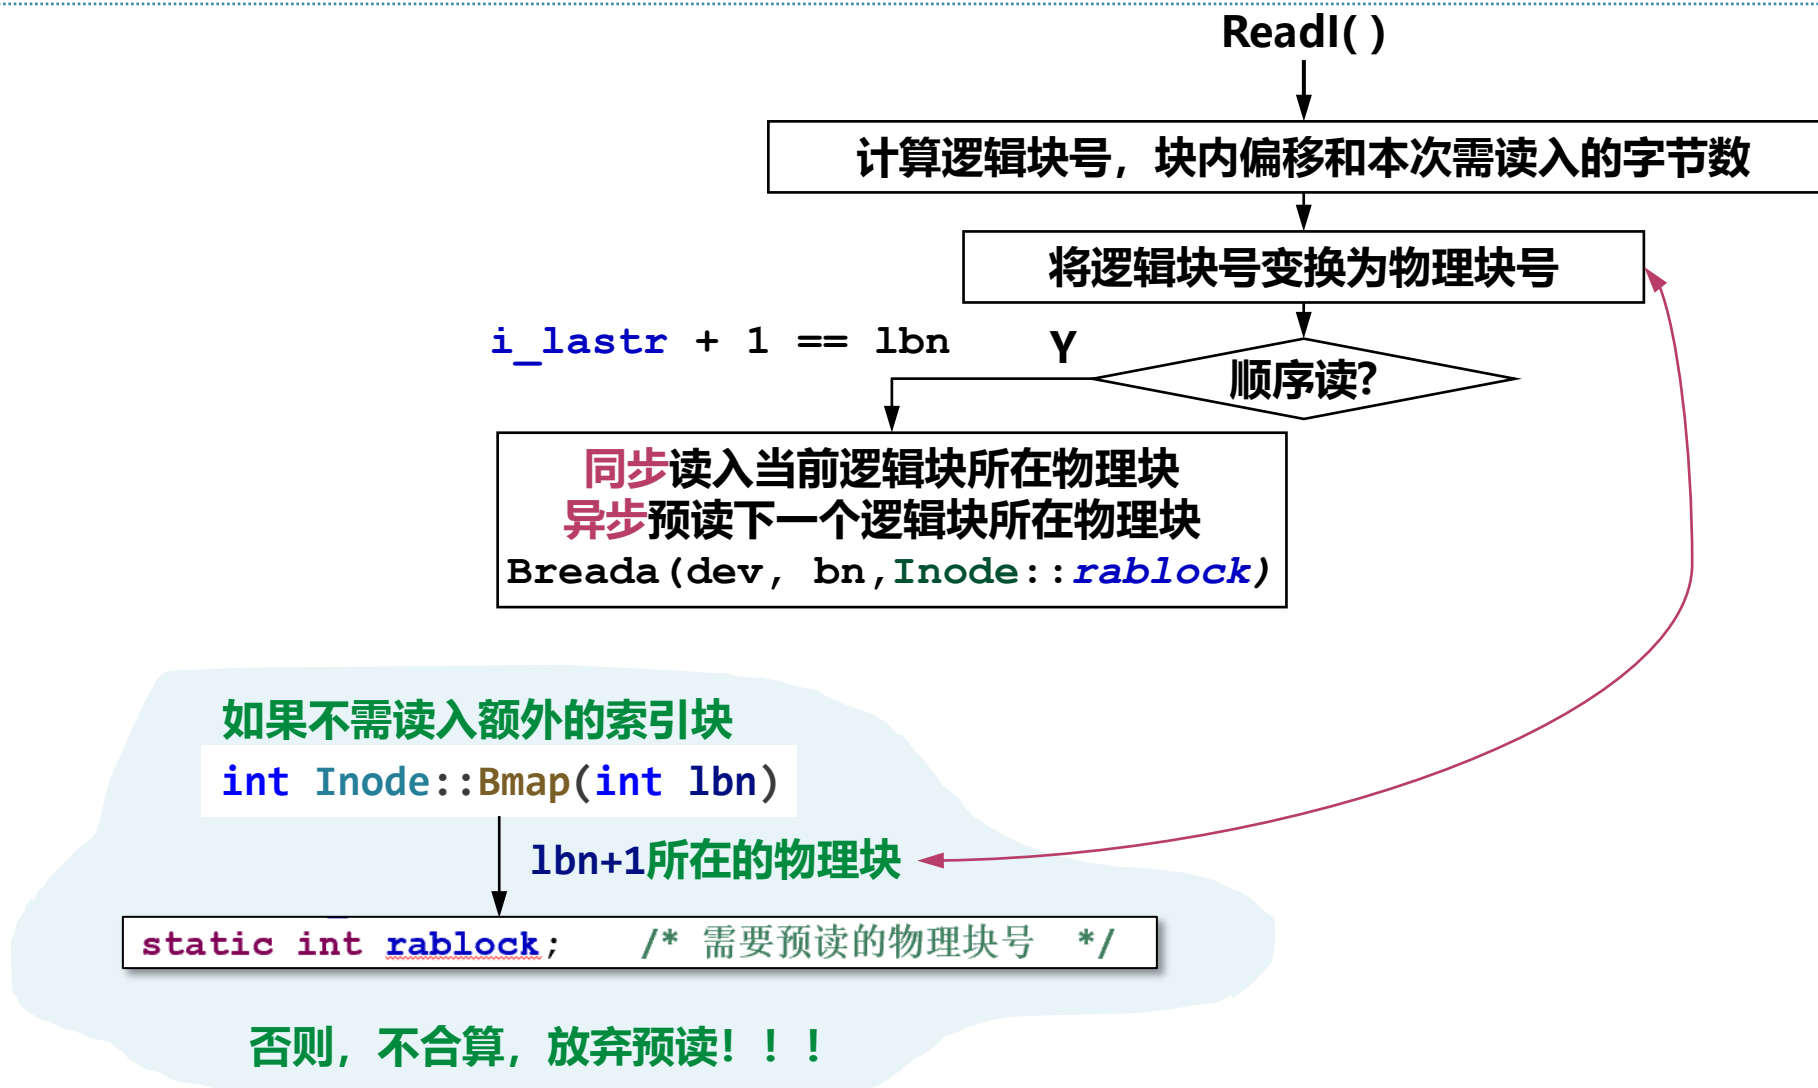 ReadI( )
计算逻辑块号，块内偏移和本次需读入的字节数
将逻辑块号变换为物理块号
i_lastr + 1 == lbn
Y
顺序读?
同步读入当前逻辑块所在物理块
异步预读下一个逻辑块所在物理块
Breada(dev, bn,Inode::rablock)
如果不需读入额外的索引块
int Inode::Bmap(int lbn)
lbn+1所在的物理块
static int rablock; /* 需要预读的物理块号 */
否则，不合算，放弃预读！！！